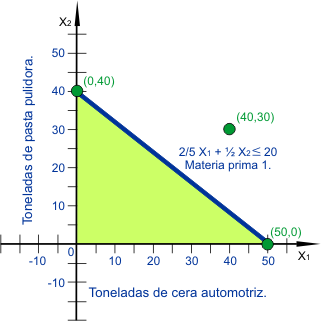 X₂
50
(0,40)
40
(40,30)
30
2/5 X₁ + ½ X₂ ≤ 20
Materia prima 1.
20
10
Toneladas de pasta pulidora.
(50,0)
-10
0
10
20
30
40
50
X₁
-10
Toneladas de cera automotriz.